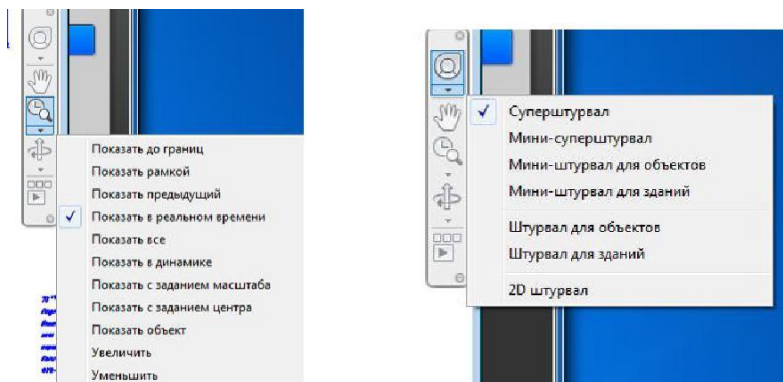 Показать до границ
Показать рамкой
Показать предыдущий
Показать в реальном времени
Показать все
Показать в динамике
Показать с заданием масштаба
Показать с заданием центра
Показать объект
Увеличить
Уменьшить
Суперштурвал
Мини-суперштурвал
Мини-штурвал для объектов
Мини-штурвал для зданий
Штурвал для объектов
Штурвал для зданий
2D штурвал